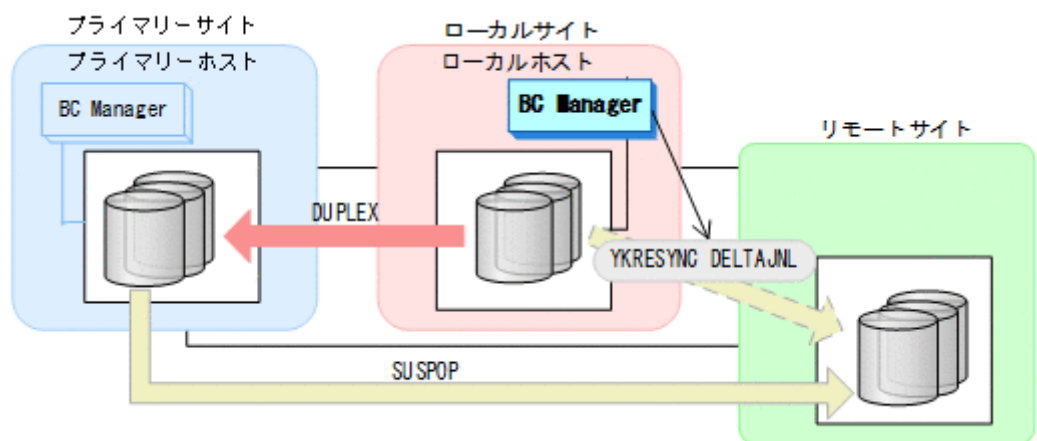 プライマリーサイト
プライマリーホスト
BC Manager
ローカルサイト
ローカルホスト
BC Manager
リモートサイト
DUPLEX
YKRESYNC DELTAJNL
SUSPOP